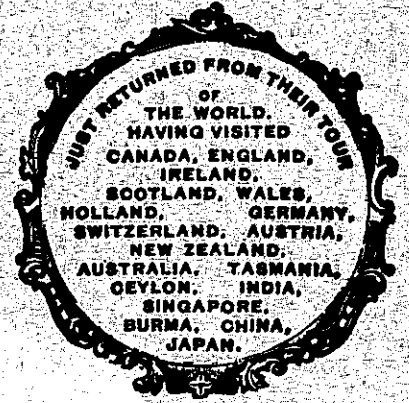 JUST RETURNED FROM THEIR TOUR
OF
THE WORLD,
HAVING VISITED
CANADA, ENGLAND,
IRELAND,
SCOTLAND, WALES,
HOLLAND, GERMANY,
SWITZERLAND, AUSTRIA,
NEW ZEALAND,
AUSTRALIA, TASMANIA,
CEYLON, INDIA,
SINGAPORE,
BURMA, CHINA,
JAPAN.